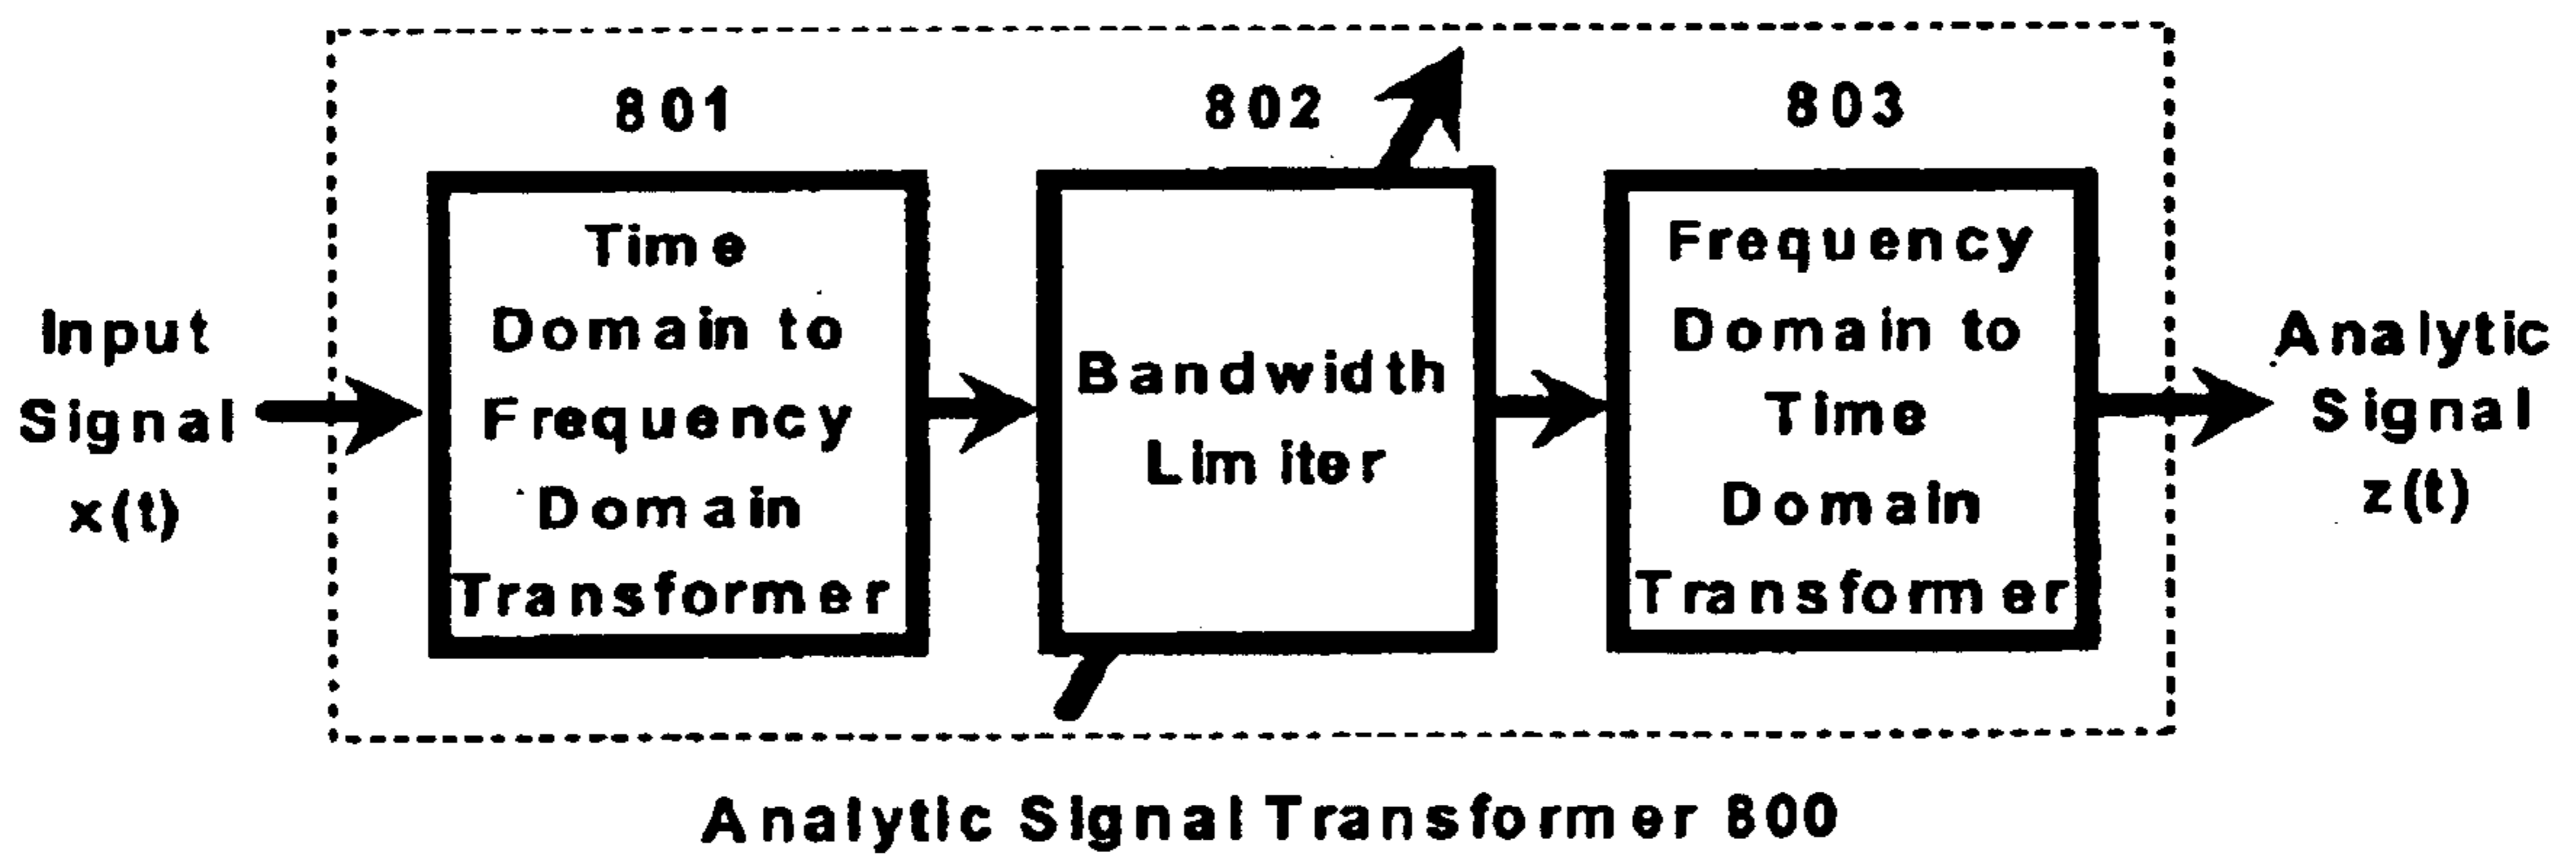 801
802
803
Input
Signal
x(t)
Time
Domain to
Frequency
Domain
Transformer
Bandwidth
Limiter
Frequency
Domain to
Time
Domain
Transformer
Analytic
Signal
z(t)
Analytic Signal Transformer 800